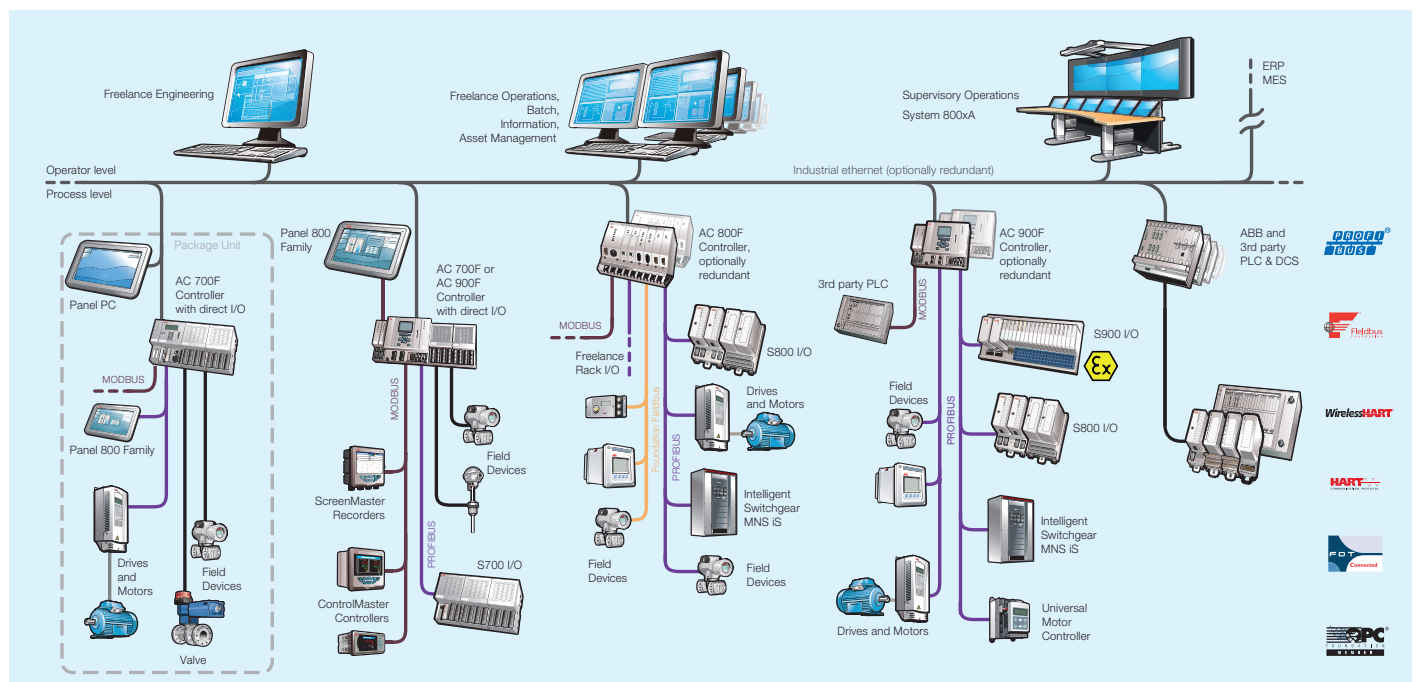 Freelance Engineering
Freelance Operations,
Batch,
Information,
Asset Management
Supervisory Operations
System 800xA
ERP
MES
Operator level
Process level
Industrial ethernet (optionally redundant)
Package Unit
Panel PC
AC 700F
Controller
with direct I/O
MODBUS
Panel 800 Family
Drives
and
Motors
Field
Devices
Valve
Panel 800
Family
AC 700F or
AC 900F
Controller
with direct I/O
MODBUS
Field
Devices
ScreenMaster
Recorders
PROFIBUS
S700 I/O
ControlMaster
Controllers
AC 800F
Controller,
optionally
redundant
MODBUS
Freelance
Rack I/O
Foundation Fieldbus
PROFIBUS
S800 I/O
Drives
and Motors
Intelligent
Switchgear
MNS iS
Field
Devices
Field
Devices
AC 900F
Controller,
optionally
redundant
3rd party PLC
MODBUS
S900 I/O
Ex
Field
Devices
PROFIBUS
S800 I/O
Intelligent
Switchgear
MNS iS
Drives and Motors
Universal
Motor
Controller
ABB and
3rd party
PLC & DCS
PROFI
BUS
®
Fieldbus
FOUNDATION
WirelessHART
HART
COMMUNICATION PROTOCOL
FDT
Connected
OPC
®
FOUNDATION
MEMBER